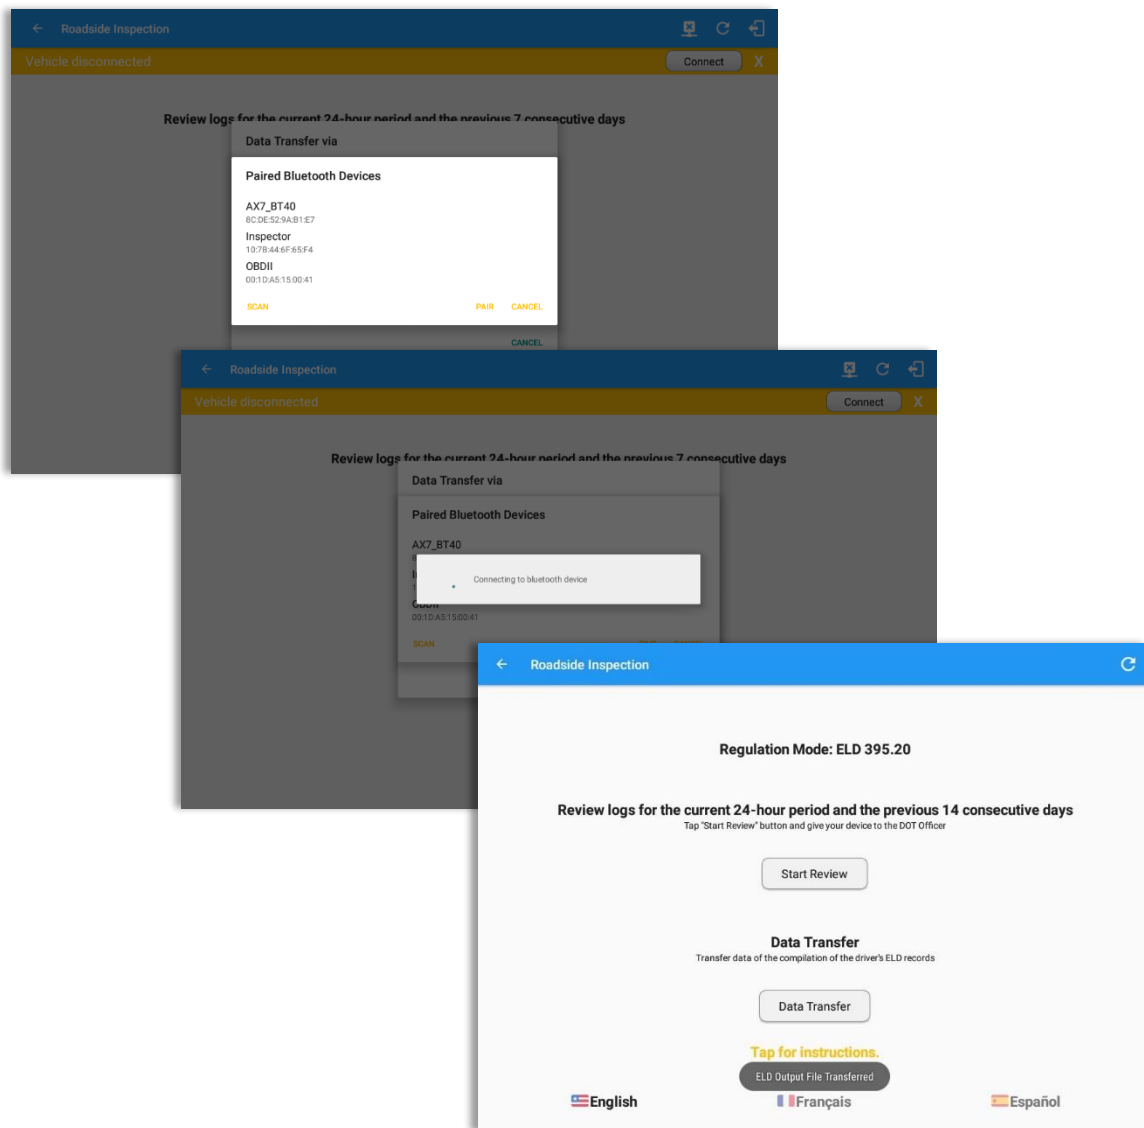 Roadside Inspection
Vehicle disconnected
Connect X
Review logs for the current 24-hour period and the previous 7 consecutive days
Data Transfer via
Paired Bluetooth Devices
AX7_BT40
8C:DE:52:9A:B1:E7
Inspector
10:78:44:6F:65:F4
OBDII
00:1D:A5:15:00:41
SCAN PAIR CANCEL
CANCEL
Roadside Inspection
Vehicle disconnected
Connect X
Review logs for the current 24-hour period and the previous 7 consecutive days
Data Transfer via
Paired Bluetooth Devices
AX7_BT40
Connecting to bluetooth device
OBDII
00:1D:A5:15:00:41
SCAN
Roadside Inspection
Regulation Mode: ELD 395.20
Review logs for the current 24-hour period and the previous 14 consecutive days
Tap "Start Review" button and give your device to the DOT Officer
Start Review
Data Transfer
Transfer data of the compilation of the driver's ELD records
Data Transfer
Tap for instructions.
ELD Output File Transferred
English Français Español